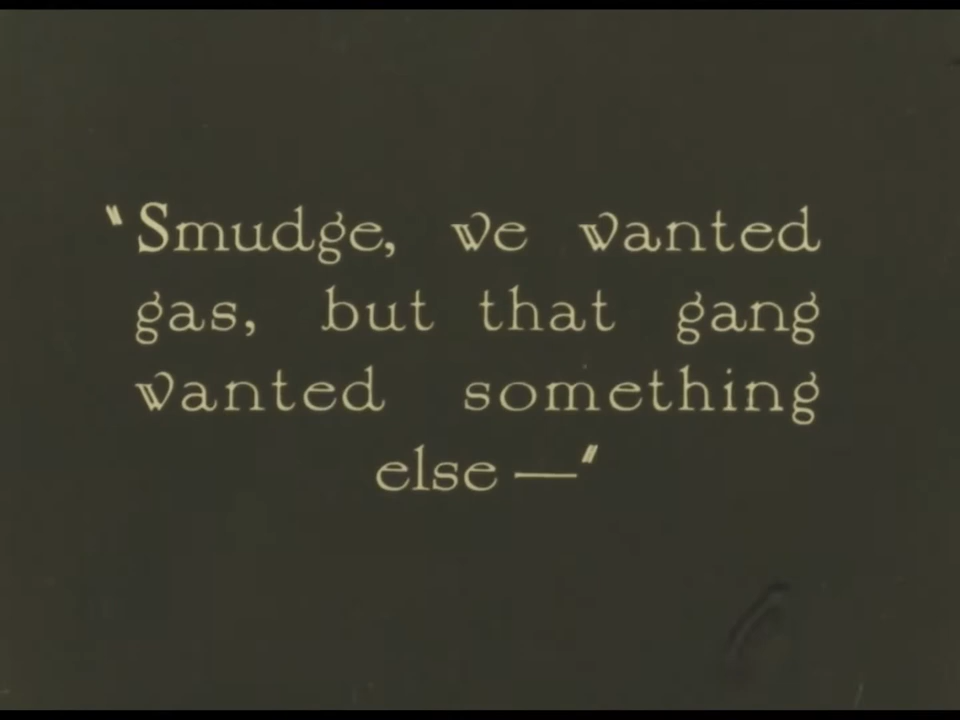 "Smudge, we wanted
gas, but that gang
wanted something
else —"